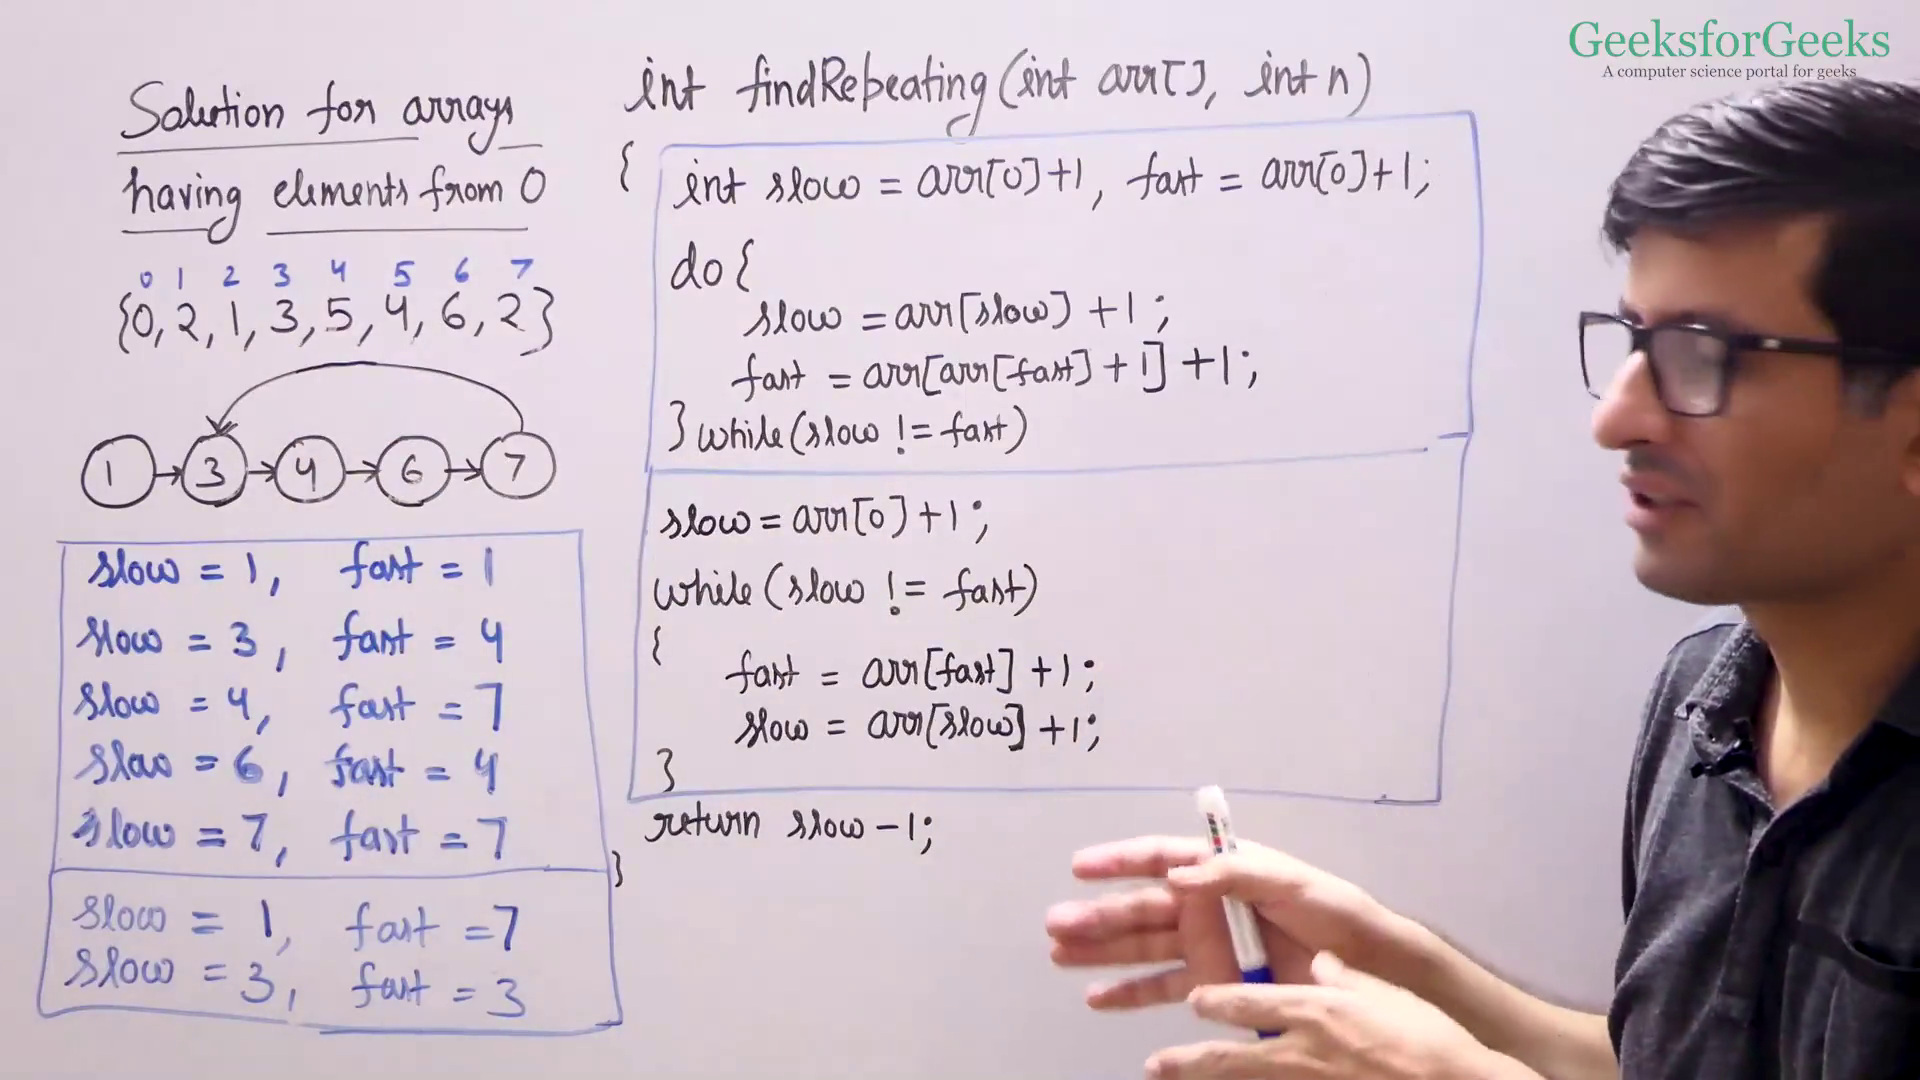 GeeksforGeeks
A computer science portal for geeks
Solution for arrays
having elements from 0
0 1 2 3 4 5 6 7
{0, 2, 1, 3, 5, 4, 6, 2}
1 → 3 → 4 → 6 → 7
slow = 1, fast = 1
slow = 3, fast = 4
slow = 4, fast = 7
slow = 6, fast = 4
slow = 7, fast = 7
slow = 1, fast = 7
slow = 3, fast = 3
int findRepeating(int arr[], int n)
{
int slow = arr[0]+1, fast = arr[0]+1;
do {
slow = arr[slow] +1;
fast = arr[arr[fast] + 1] +1;
} while(slow != fast)
slow = arr[0] +1;
while(slow != fast)
{
fast = arr[fast] +1;
slow = arr[slow] +1;
}
return slow -1;
}